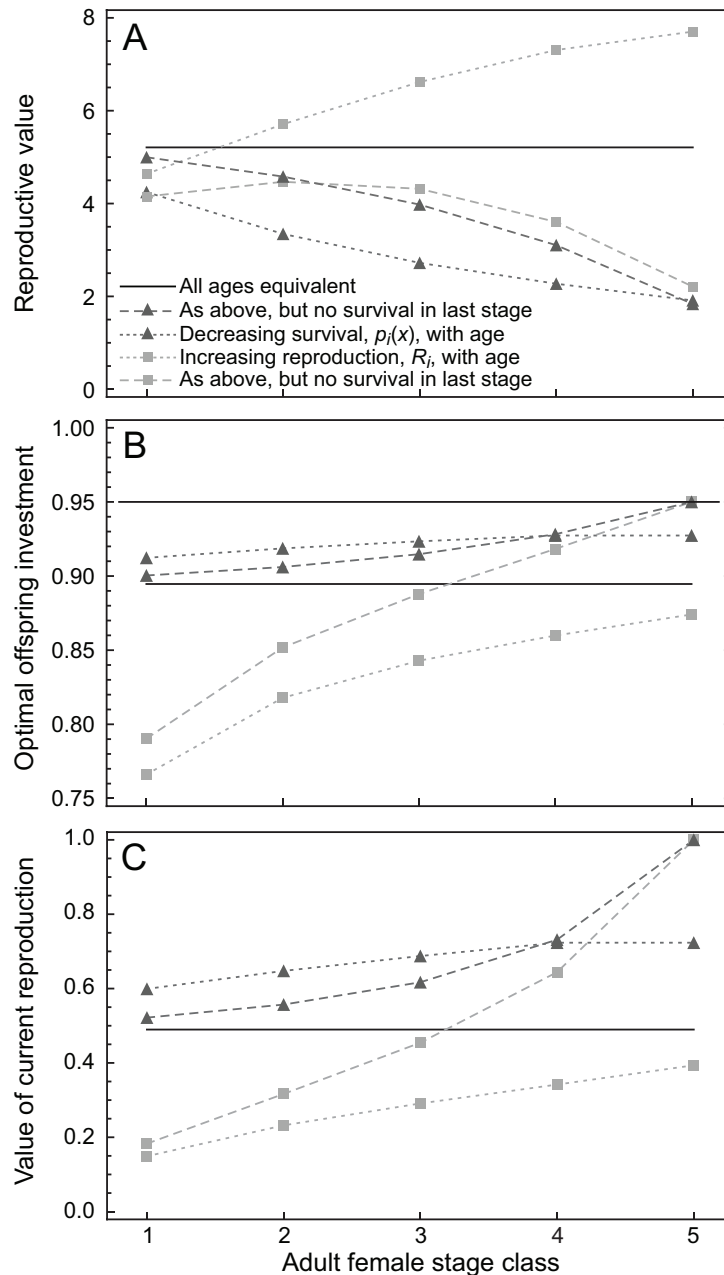 A
Reproductive value
8
6
4
2
0
All ages equivalent
As above, but no survival in last stage
Decreasing survival, pi(x), with age
Increasing reproduction, Ri, with age
As above, but no survival in last stage
B
Optimal offspring investment
1.00
0.95
0.90
0.85
0.80
0.75
C
Value of current reproduction
1.0
0.8
0.6
0.4
0.2
0.0
1 2 3 4 5
Adult female stage class